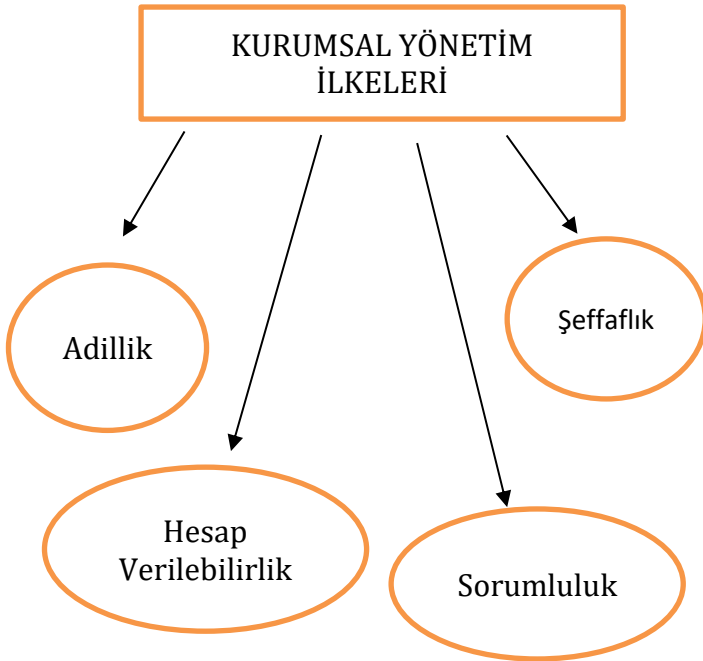 KURUMSAL YÖNETİM
İLKELERİ
Adillik
Şeffaflık
Hesap
Verilebilirlik
Sorumluluk